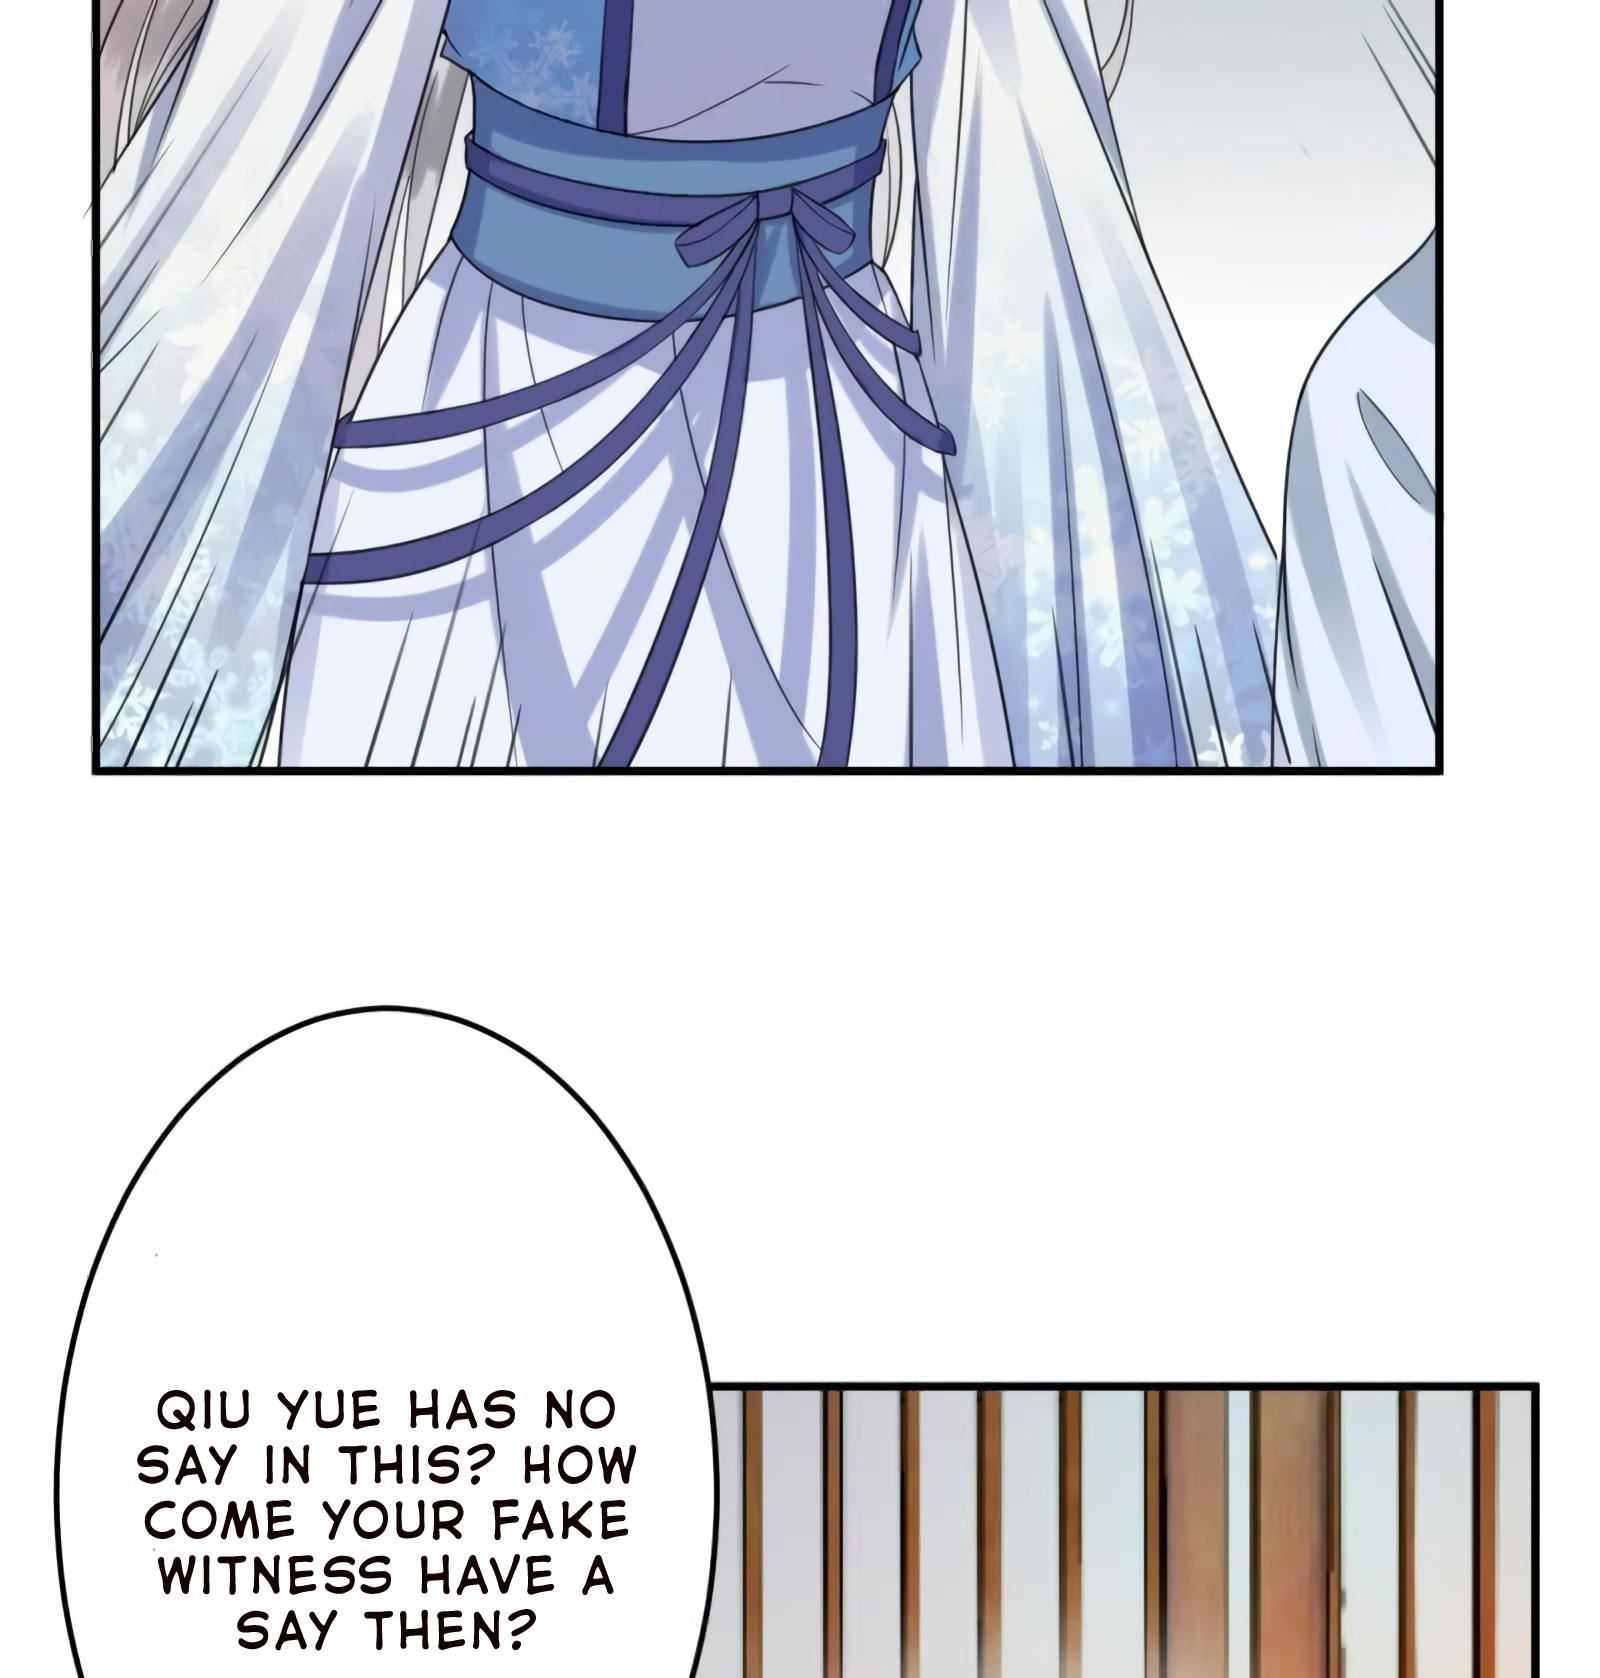 QIU YUE HAS NO
SAY IN THIS? HOW
COME YOUR FAKE
WITNESS HAVE A
SAY THEN?